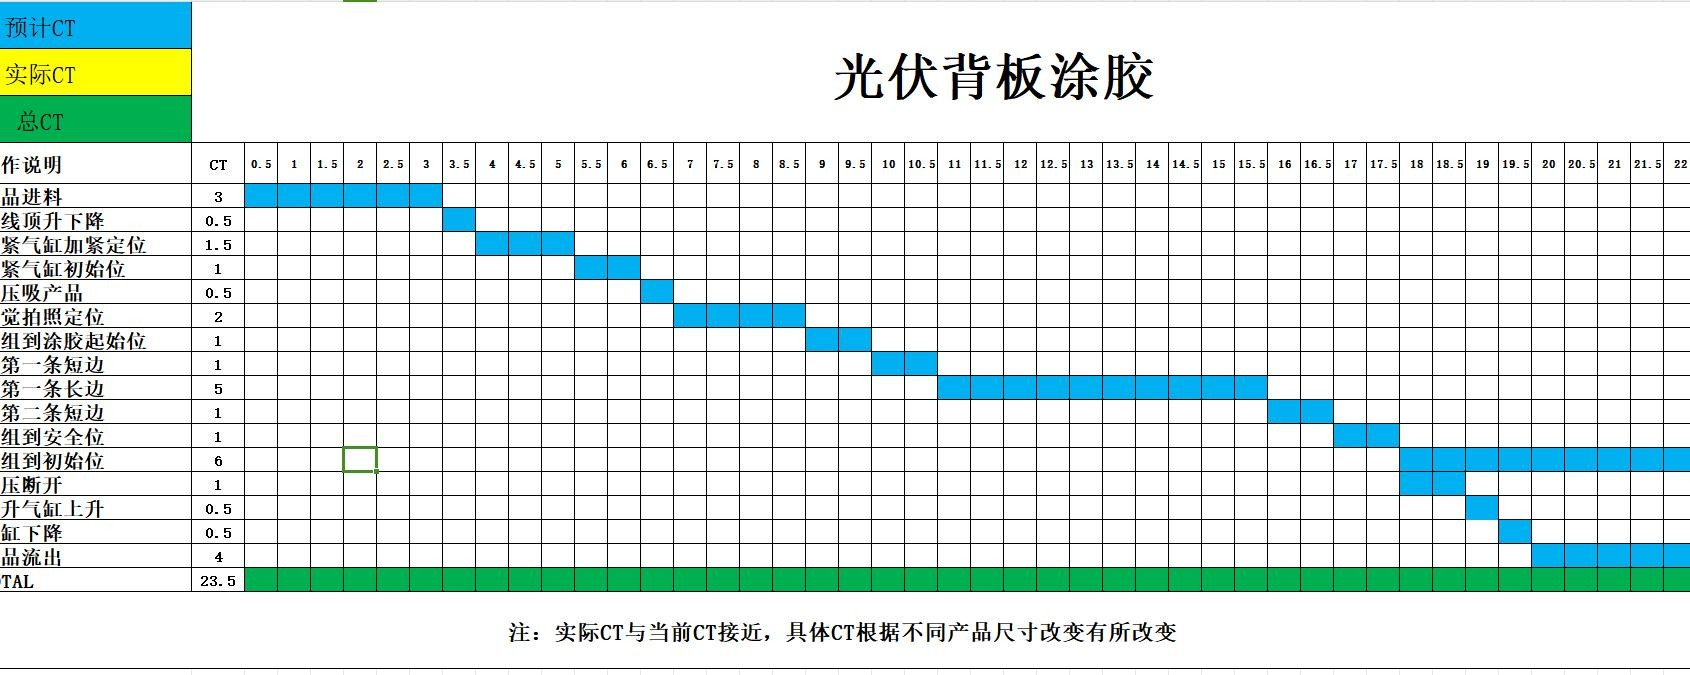 预计CT
实际CT
总CT
光伏背板涂胶
作说明 CT 0.5 1 1.5 2 2.5 3 3.5 4 4.5 5 5.5 6 6.5 7 7.5 8 8.5 9 9.5 10 10.5 11 11.5 12 12.5 13 13.5 14 14.5 15 15.5 16 16.5 17 17.5 18 18.5 19 19.5 20 20.5 21 21.5 22
品进料 3
线顶升下降 0.5
紧气缸加紧定位 1.5
紧气缸初始位 1
压吸产品 0.5
觉拍照定位 2
组到涂胶起始位 1
第一条短边 1
第一条长边 5
第二条短边 1
组到安全位 1
组到初始位 6
压断开 1
升气缸上升 0.5
缸下降 0.5
品流出 4
TAL 23.5
注：实际CT与当前CT接近，具体CT根据不同产品尺寸改变有所改变